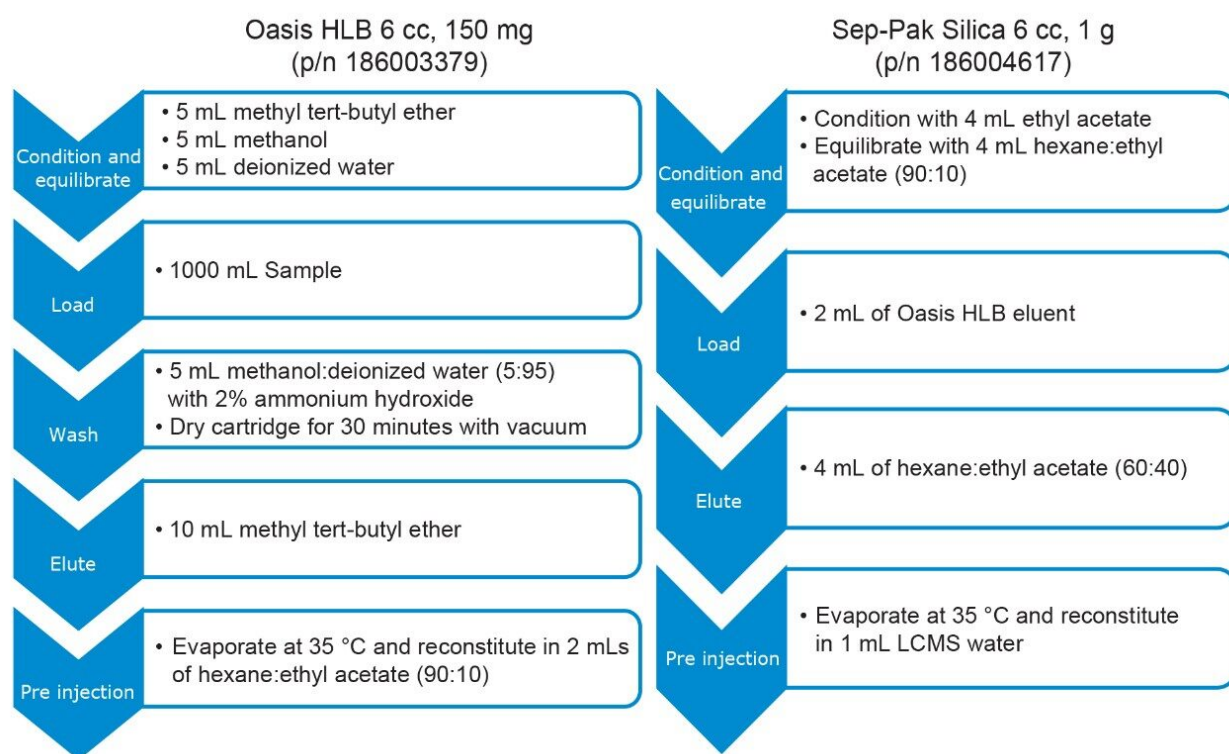 Oasis HLB 6 cc, 150 mg
(p/n 186003379)
Condition and
equilibrate
• 5 mL methyl tert-butyl ether
• 5 mL methanol
• 5 mL deionized water
Load
• 1000 mL Sample
Wash
• 5 mL methanol:deionized water (5:95)
with 2% ammonium hydroxide
• Dry cartridge for 30 minutes with vacuum
Elute
• 10 mL methyl tert-butyl ether
Pre injection
• Evaporate at 35 °C and reconstitute in 2 mLs
of hexane:ethyl acetate (90:10)
Sep-Pak Silica 6 cc, 1 g
(p/n 186004617)
Condition and
equilibrate
• Condition with 4 mL ethyl acetate
• Equilibrate with 4 mL hexane:ethyl
acetate (90:10)
Load
• 2 mL of Oasis HLB eluent
Elute
• 4 mL of hexane:ethyl acetate (60:40)
Pre injection
• Evaporate at 35 °C and reconstitute
in 1 mL LCMS water